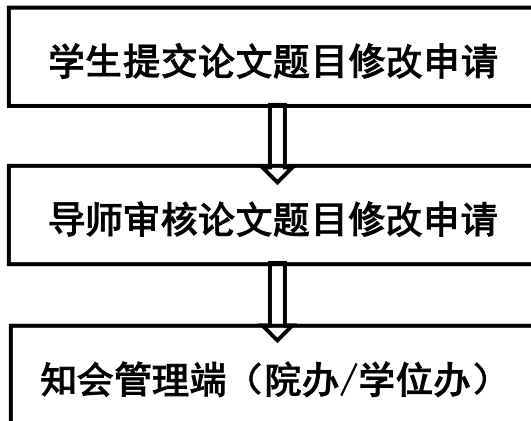 学生提交论文题目修改申请
导师审核论文题目修改申请
知会管理端（院办/学位办）